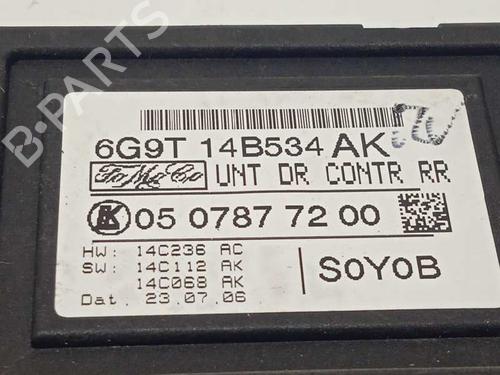 6G9T 14B534 AK
FoMoCo UNT DR CONTR RR
05 0787 72 00
HW: 14C236 AC
SW: 14C112 AK
14C068 AK
Dat. 23.07.06
S0Y0B
B-PARTS